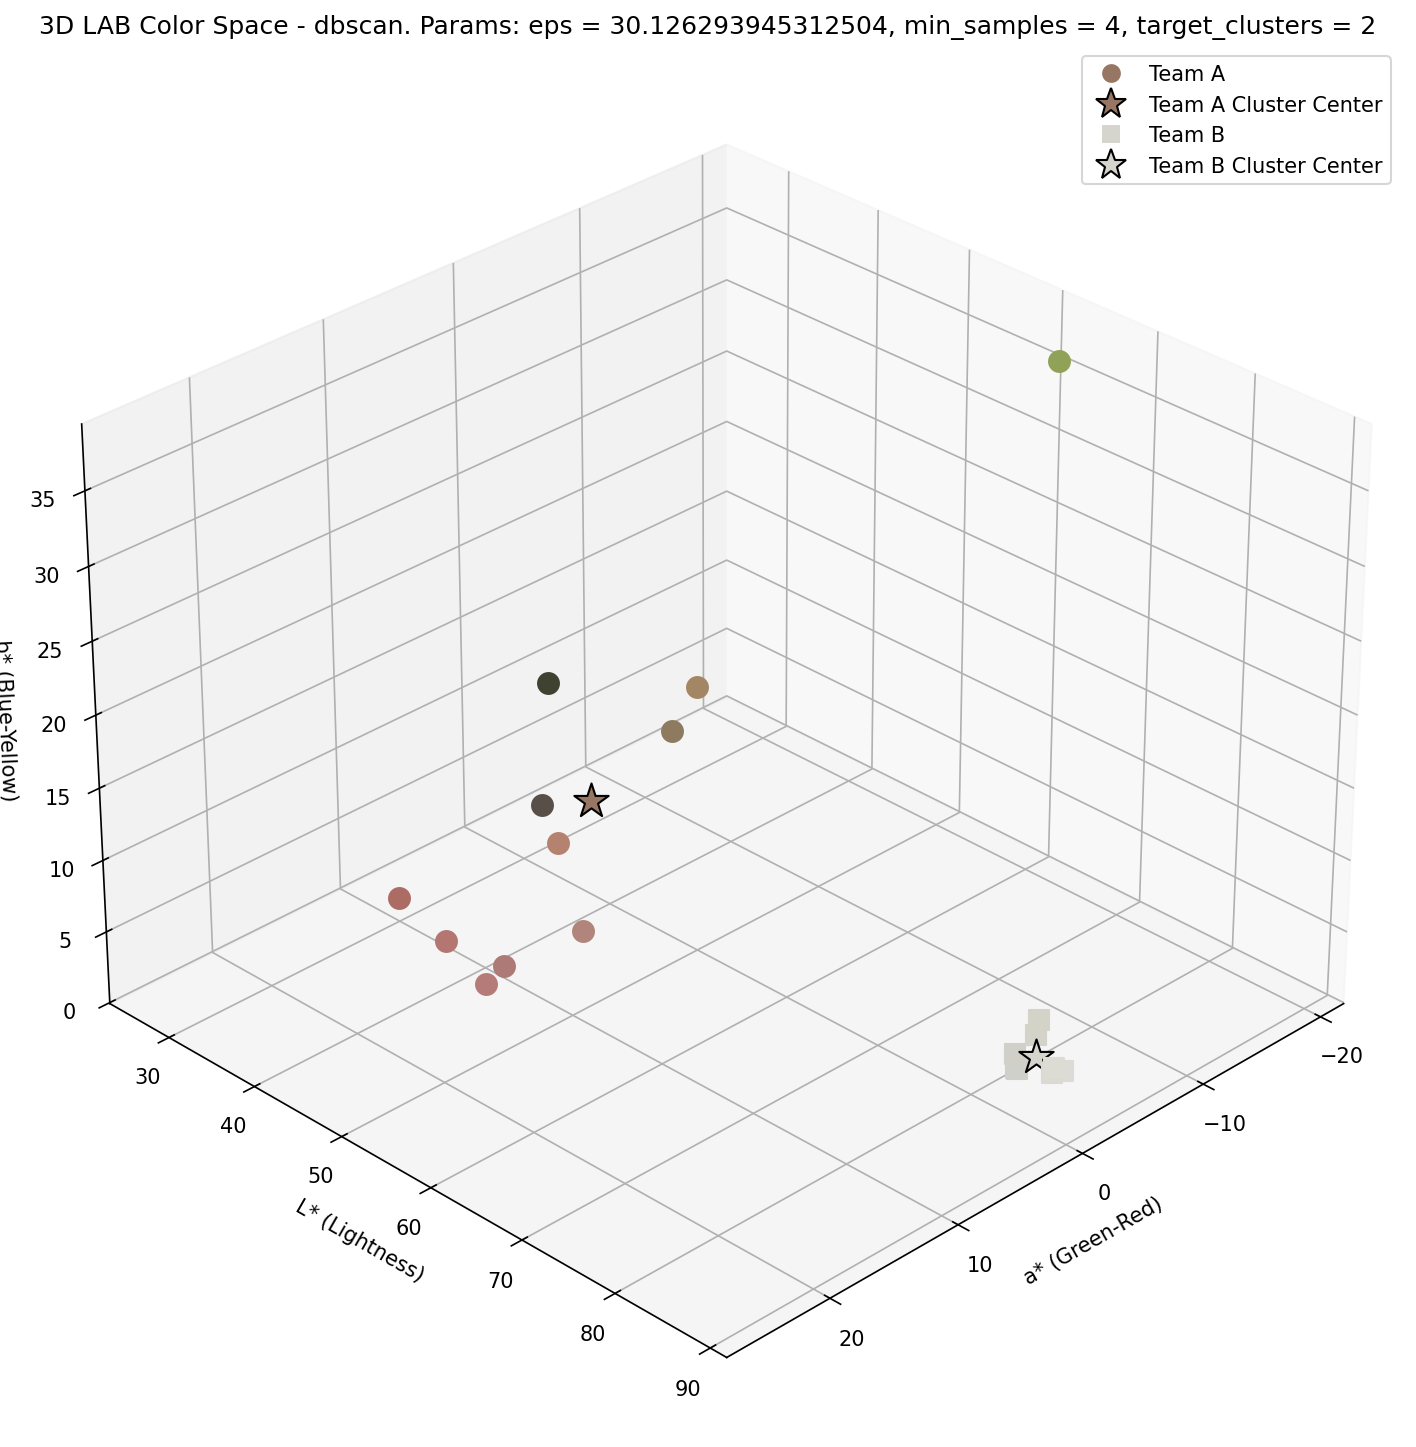 3D LAB Color Space - dbscan. Params: eps = 30.126293945312504, min_samples = 4, target_clusters = 2
Team A
Team A Cluster Center
Team B
Team B Cluster Center
35
30
25
20
15
10
5
0
b* (Blue-Yellow)
30
40
50
60
70
80
90
L* (Lightness)
−20
−10
0
10
20
a* (Green-Red)